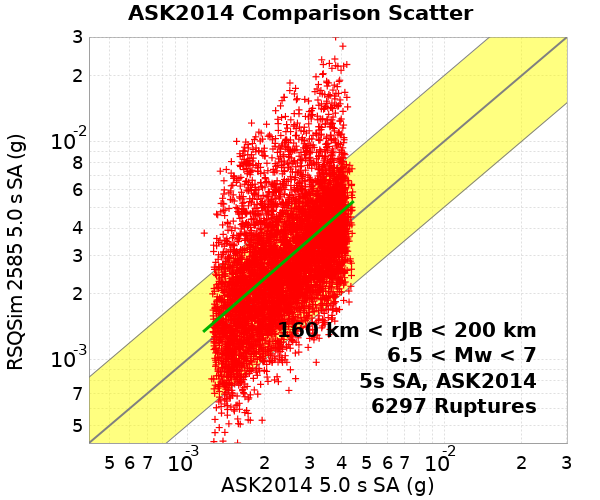 ASK2014 Comparison Scatter
3
2
10-2
8
6
4
3
2
10-3
7
5
RSQSim 2585 5.0 s SA (g)
160 km < rJB < 200 km
6.5 < Mw < 7
5s SA, ASK2014
6297 Ruptures
5 6 7 10-3 2 3 4 5 6 7 10-2 2 3
ASK2014 5.0 s SA (g)